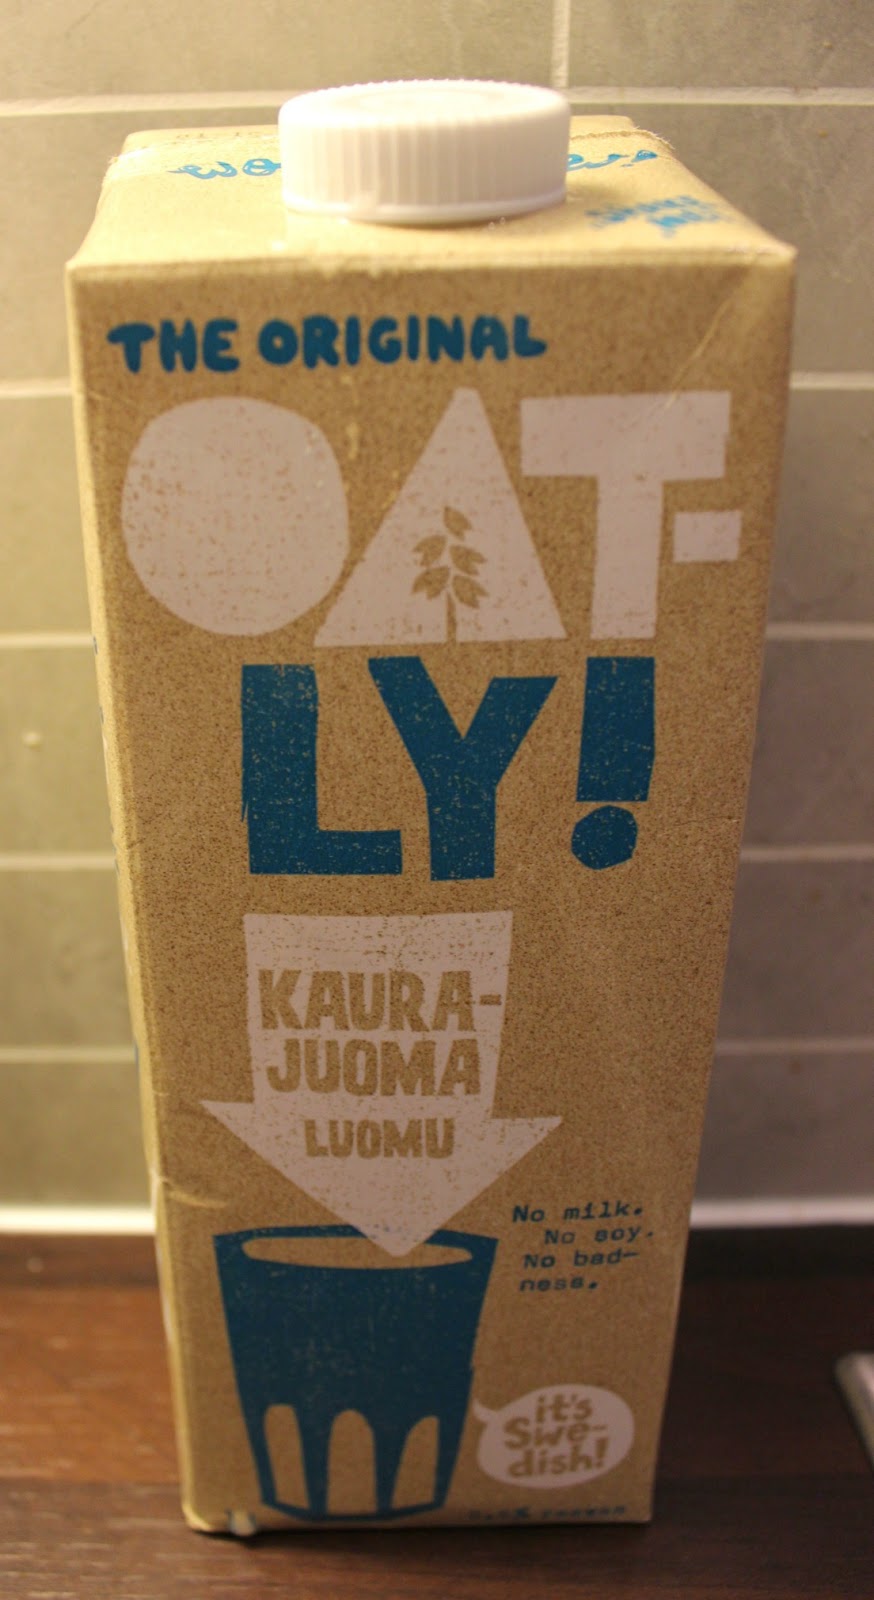 THE ORIGINAL
OAT-
LY!
KAURA-
JUOMA
LUOMU
No milk.
No soy.
No bad-
ness.
it's
Swe-
dish!